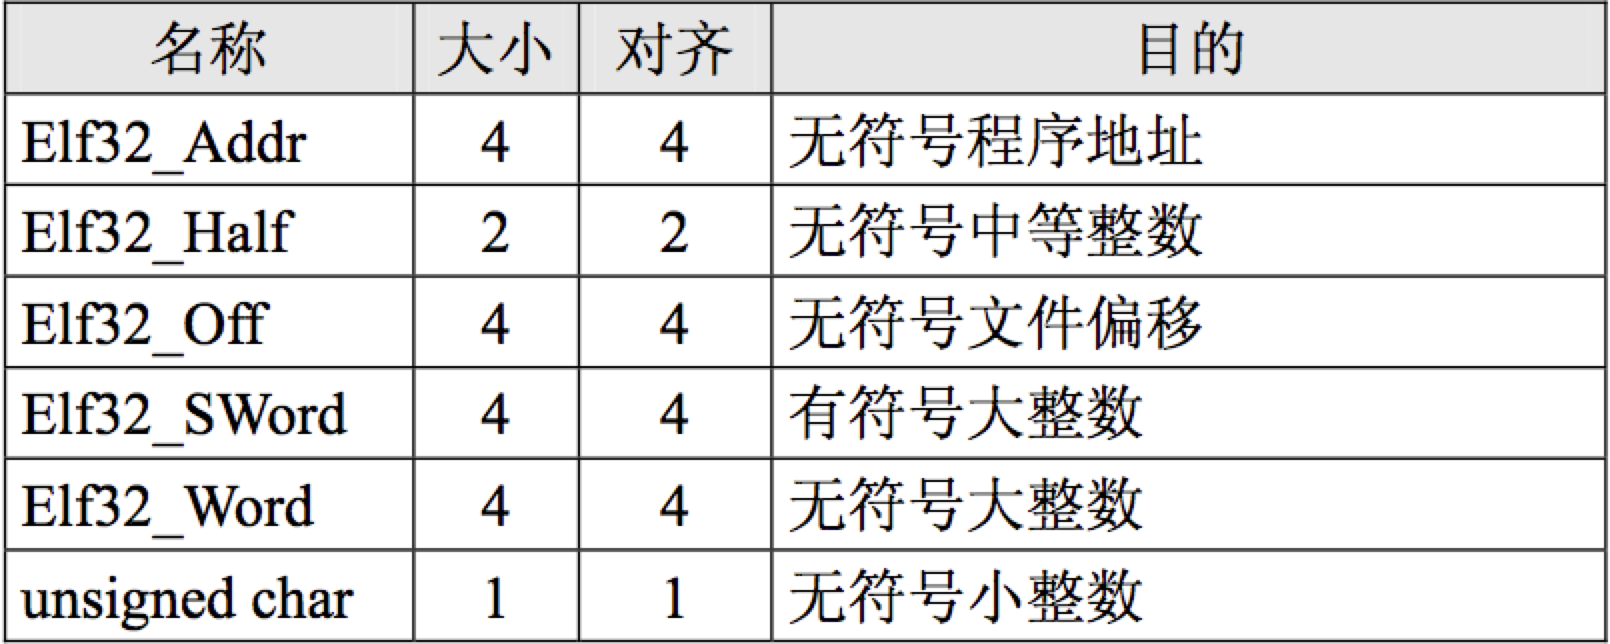 名称 大小 对齐 目的
Elf32_Addr 4 4 无符号程序地址
Elf32_Half 2 2 无符号中等整数
Elf32_Off 4 4 无符号文件偏移
Elf32_SWord 4 4 有符号大整数
Elf32_Word 4 4 无符号大整数
unsigned char 1 1 无符号小整数